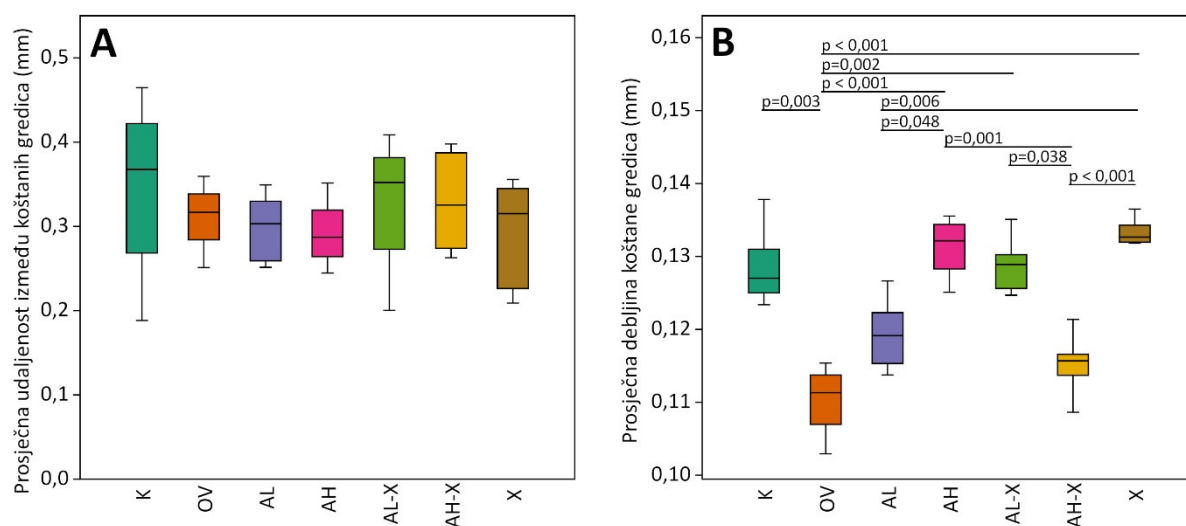 A
Prosječna udaljenost između koštanih gredica (mm)
0,5
0,4
0,3
0,2
0,1
0,0
K
OV
AL
AH
AL-X
AH-X
X
B
Prosječna debljina koštane gredica (mm)
0,16
0,15
0,14
0,13
0,12
0,11
0,10
p < 0,001
p=0,002
p < 0,001
p=0,003
p=0,006
p=0,048
p=0,001
p=0,038
p < 0,001
K
OV
AL
AH
AL-X
AH-X
X